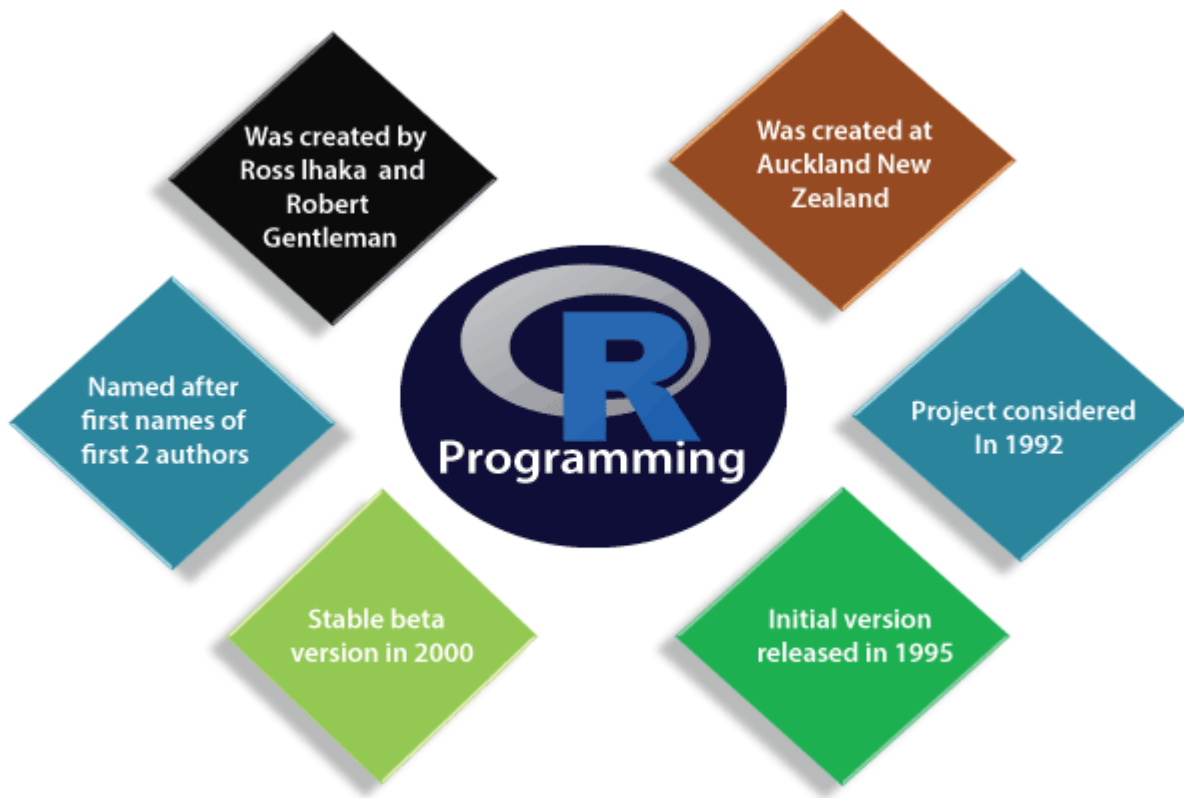 Was created by
Ross Ihaka and
Robert
Gentleman
Was created at
Auckland New
Zealand
Named after
first names of
first 2 authors
R
Programming
Project considered
In 1992
Stable beta
version in 2000
Initial version
released in 1995